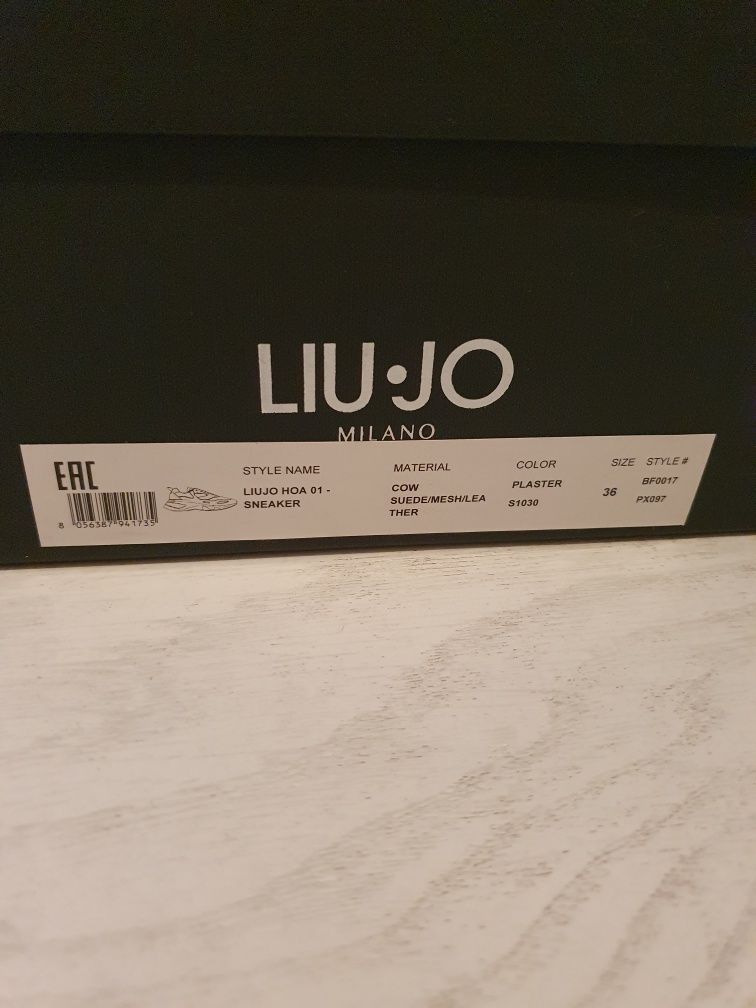 LIU·JO
MILANO
EAC
8 056387 941735
STYLE NAME
LIUJO HOA 01 -
SNEAKER
MATERIAL
COW
SUEDE/MESH/LEA
THER
COLOR
PLASTER
S1030
SIZE
36
STYLE #
BF0017
PX097